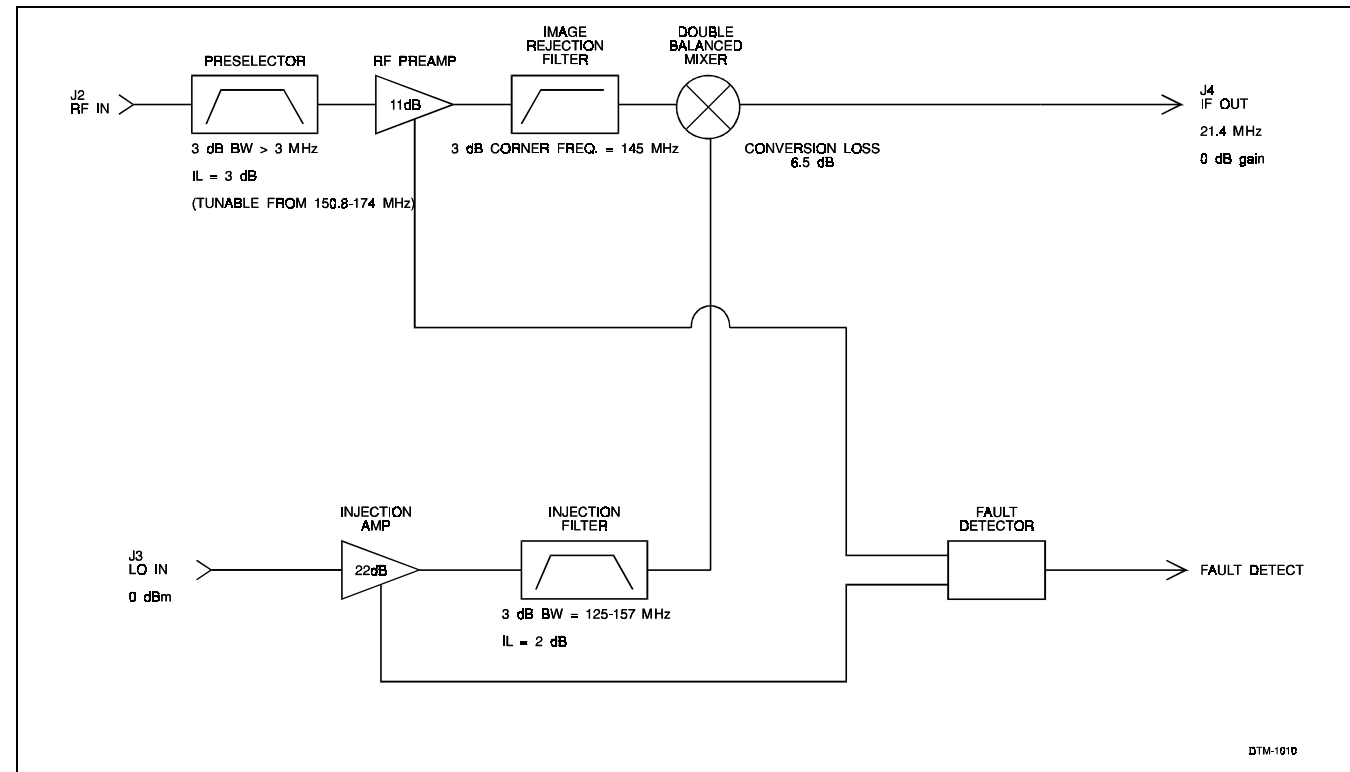 PRESELECTOR
RF PREAMP
IMAGE
REJECTION
FILTER
DOUBLE
BALANCED
MIXER
J2
RF IN
11dB
J4
IF OUT
21.4 MHz
0 dB gain
3 dB BW > 3 MHz
IL = 3 dB
(TUNABLE FROM 150.8-174 MHz)
3 dB CORNER FREQ. = 145 MHz
CONVERSION LOSS
6.5 dB
INJECTION
AMP
INJECTION
FILTER
FAULT
DETECTOR
J3
LO IN
0 dBm
22dB
3 dB BW = 125-157 MHz
IL = 2 dB
FAULT DETECT
DTM-1010